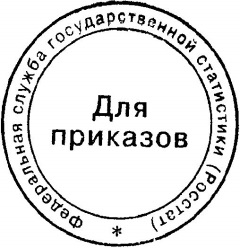 федеральная служба государственной статистики (Росстат)
*
Для
приказов